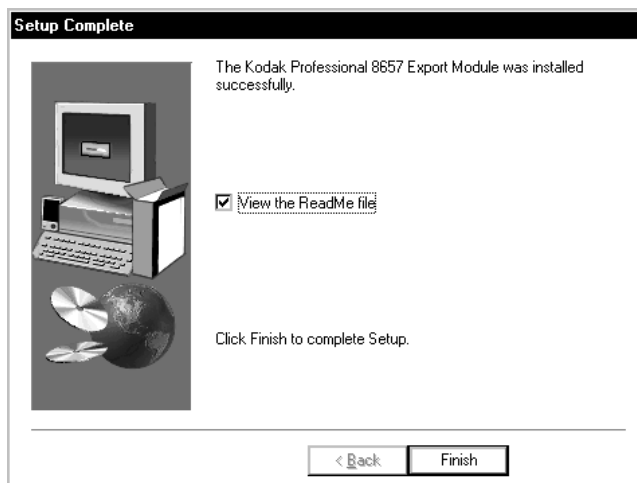 Setup Complete
The Kodak Professional 8657 Export Module was installed
successfully.
View the ReadMe file
Click Finish to complete Setup.
< Back
Finish